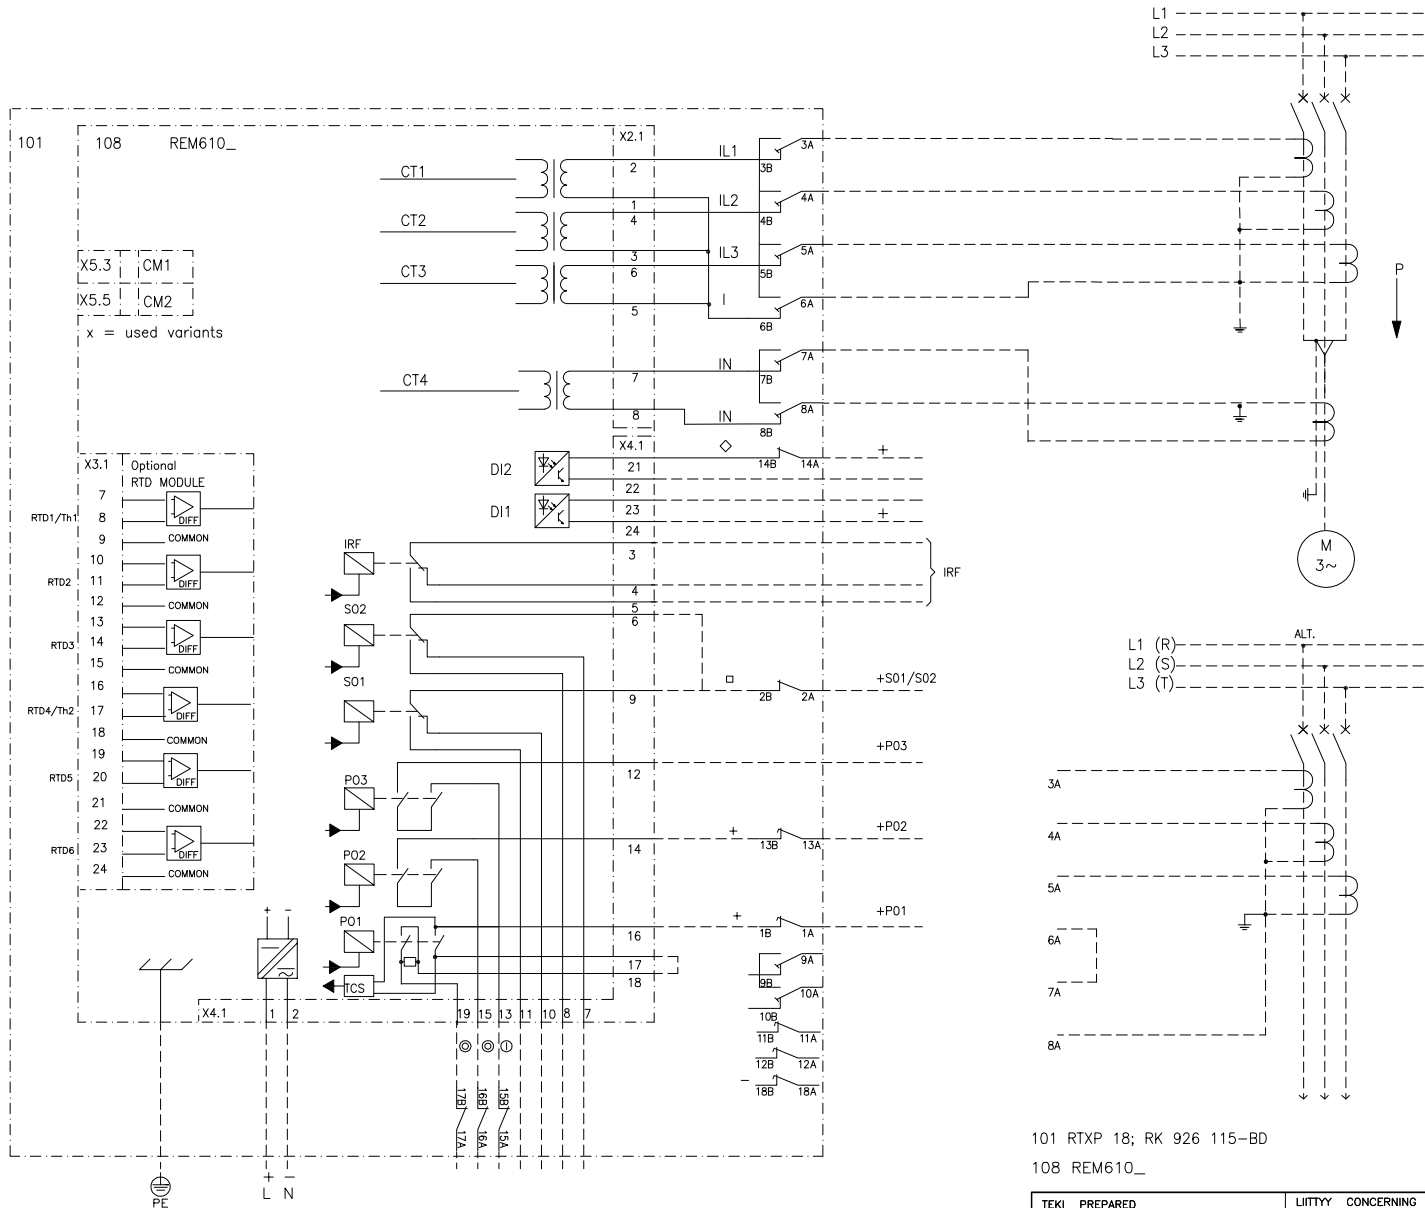 L1
L2
L3
101
108 REM610_
X2.1
CT1
2
IL1
3B
3A
1
CT2
4
IL2
4B
4A
3
CT3
6
IL3
5B
5A
5
I
6B
6A
P
X5.3 CM1
X5.5 CM2
x = used variants
CT4
7
IN
7B
7A
8
IN
8B
8A
X4.1
DI2
21
14B
14A
+
22
DI1
23
+
24
X3.1
Optional
RTD MODULE
7
RTD1/Th1
8
DIFF
9
COMMON
10
RTD2
11
DIFF
12
COMMON
13
RTD3
14
DIFF
15
COMMON
16
RTD4/Th2
17
DIFF
18
COMMON
19
RTD5
20
DIFF
21
COMMON
22
RTD6
23
DIFF
24
COMMON
IRF
3
4
5
IRF
M
3~
SO2
6
SO1
9
2B
2A
+SO1/SO2
PO3
12
+PO3
PO2
14
+
13B
13A
+PO2
PO1
16
+
1B
1A
+PO1
17
18
TCS
9B
9A
10B
10A
11B
11A
12B
12A
−
18B
18A
+ −
X4.1
1 2
19 15 13 11 10 8 7
17B 16B 15B
17A 16A 15A
PE
+ −
L N
ALT.
L1 (R)
L2 (S)
L3 (T)
3A
4A
5A
6A
7A
8A
101 RTXP 18; RK 926 115-BD
108 REM610_
TEKI PREPARED
LIITTYY CONCERNING